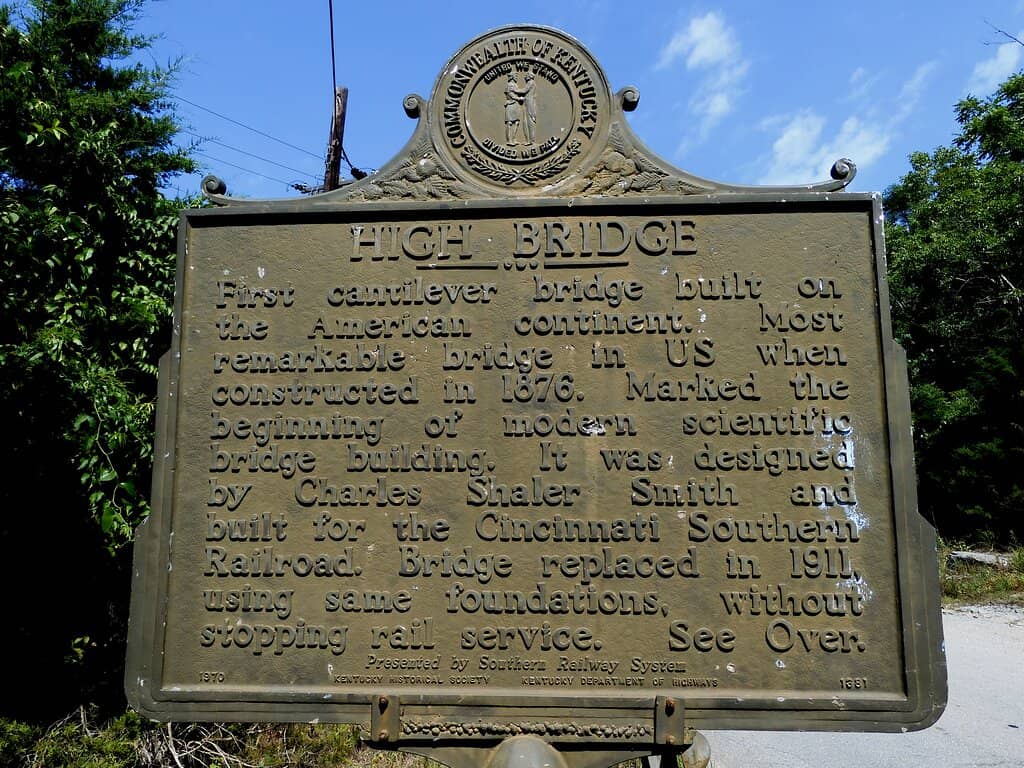 COMMONWEALTH OF KENTUCKY
UNITED WE STAND
DIVIDED WE FALL
HIGH BRIDGE
First cantilever bridge built on
the American continent. Most
remarkable bridge in US when
constructed in 1876. Marked the
beginning of modern scientific
bridge building. It was designed
by Charles Shaler Smith and
built for the Cincinnati Southern
Railroad. Bridge replaced in 1911,
using same foundations, without
stopping rail service. See Over.
Presented by Southern Railway System
1970 KENTUCKY HISTORICAL SOCIETY KENTUCKY DEPARTMENT OF HIGHWAYS 1381